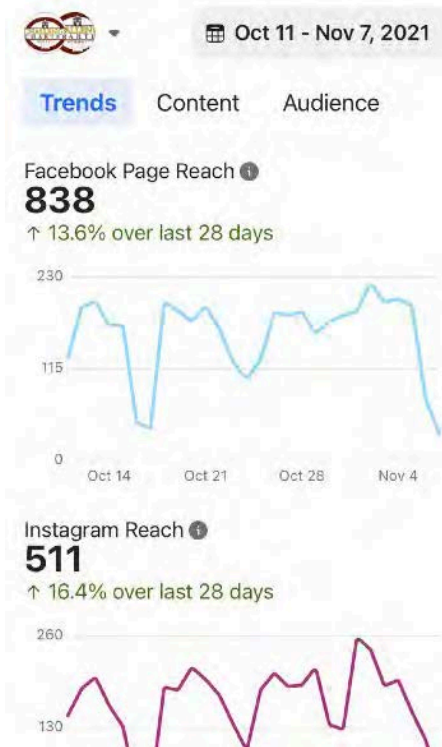 Oct 11 - Nov 7, 2021
Trends Content Audience
Facebook Page Reach
838
↑ 13.6% over last 28 days
230
115
0
Oct 14 Oct 21 Oct 28 Nov 4
Instagram Reach
511
↑ 16.4% over last 28 days
260
130